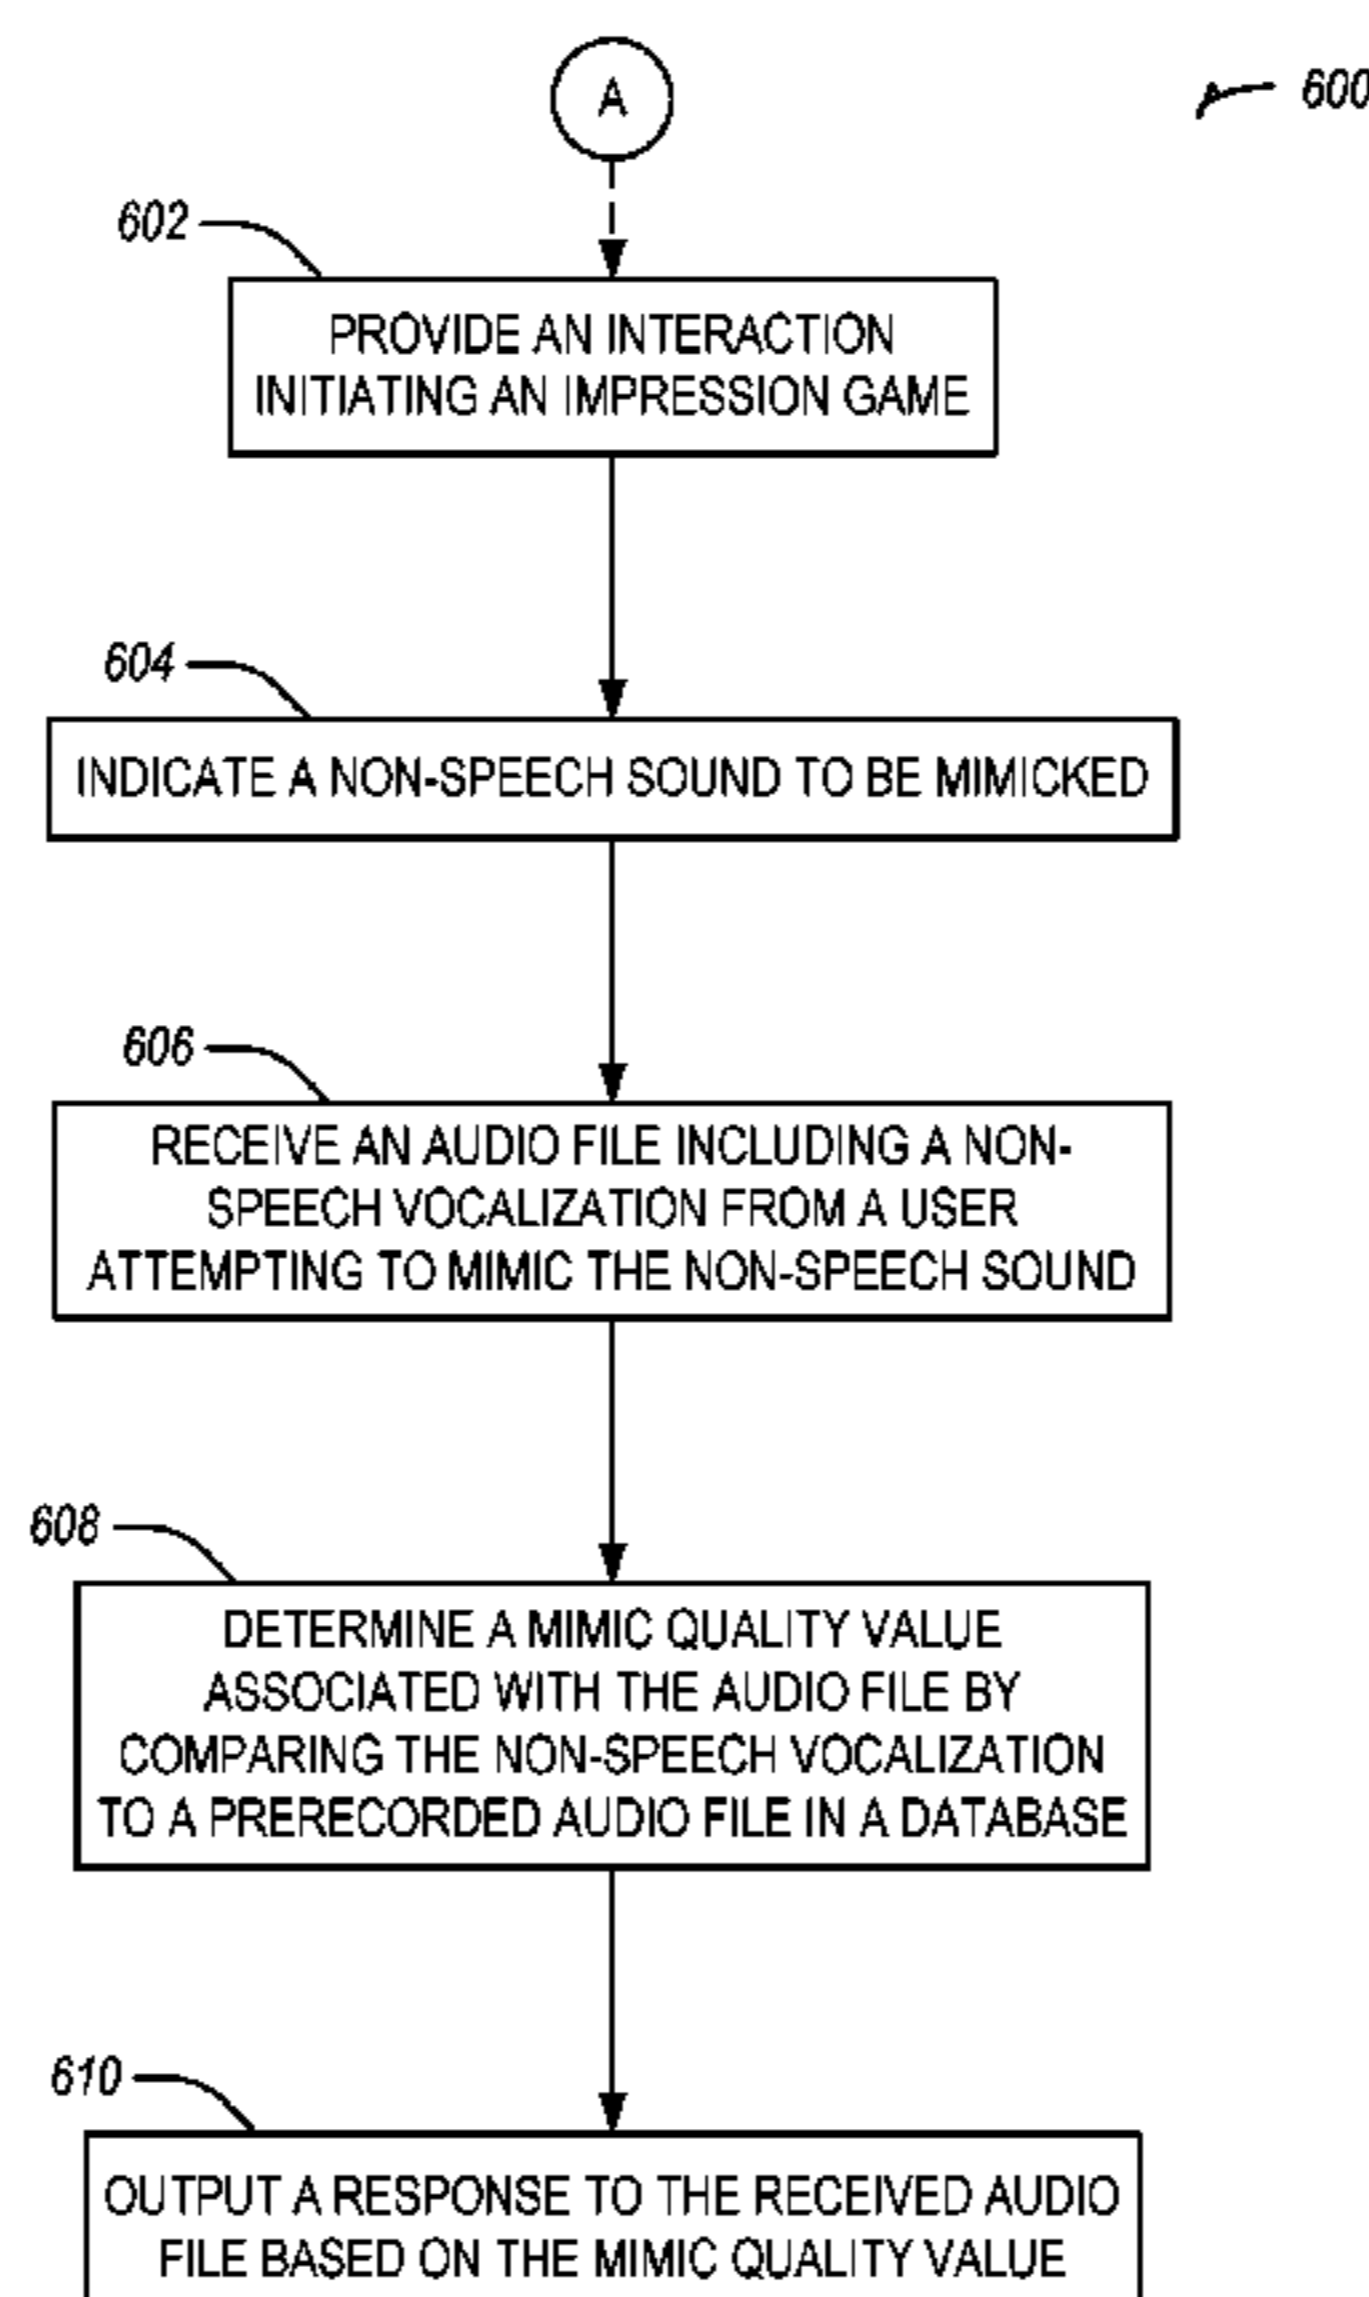 A
600
602
PROVIDE AN INTERACTION
INITIATING AN IMPRESSION GAME
604
INDICATE A NON-SPEECH SOUND TO BE MIMICKED
606
RECEIVE AN AUDIO FILE INCLUDING A NON-
SPEECH VOCALIZATION FROM A USER
ATTEMPTING TO MIMIC THE NON-SPEECH SOUND
608
DETERMINE A MIMIC QUALITY VALUE
ASSOCIATED WITH THE AUDIO FILE BY
COMPARING THE NON-SPEECH VOCALIZATION
TO A PRERECORDED AUDIO FILE IN A DATABASE
610
OUTPUT A RESPONSE TO THE RECEIVED AUDIO
FILE BASED ON THE MIMIC QUALITY VALUE